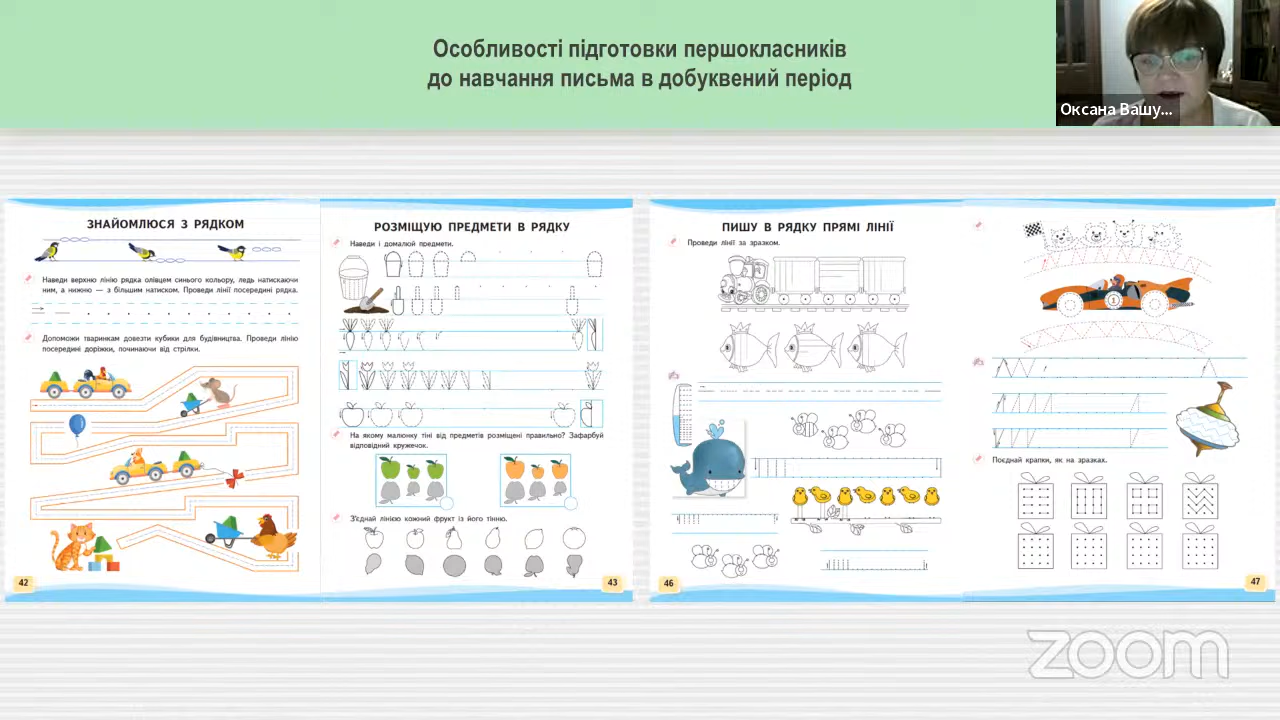 Особливості підготовки першокласників
до навчання письма в добуквений період
Оксана Вашу...
ЗНАЙОМЛЮСЯ З РЯДКОМ
Наведи верхню лінію рядка олівцем синього кольору, ледь натискаючи
ним, а нижню — з більшим натиском. Проведи лінії посередині рядка.
Допоможи тваринкам довезти кубики для будівництва. Проведи лінію
посередині доріжки, починаючи від стрілки.
42
РОЗМІЩУЮ ПРЕДМЕТИ В РЯДКУ
Наведи і домалюй предмети.
На якому малюнку тіні від предметів розміщені правильно? Зафарбуй
відповідний кружечок.
З'єднай лінією кожний фрукт із його тінню.
43
ПИШУ В РЯДКУ ПРЯМІ ЛІНІЇ
Проведи лінії за зразком.
46
1
Поєднай крапки, як на зразках.
47
zoom